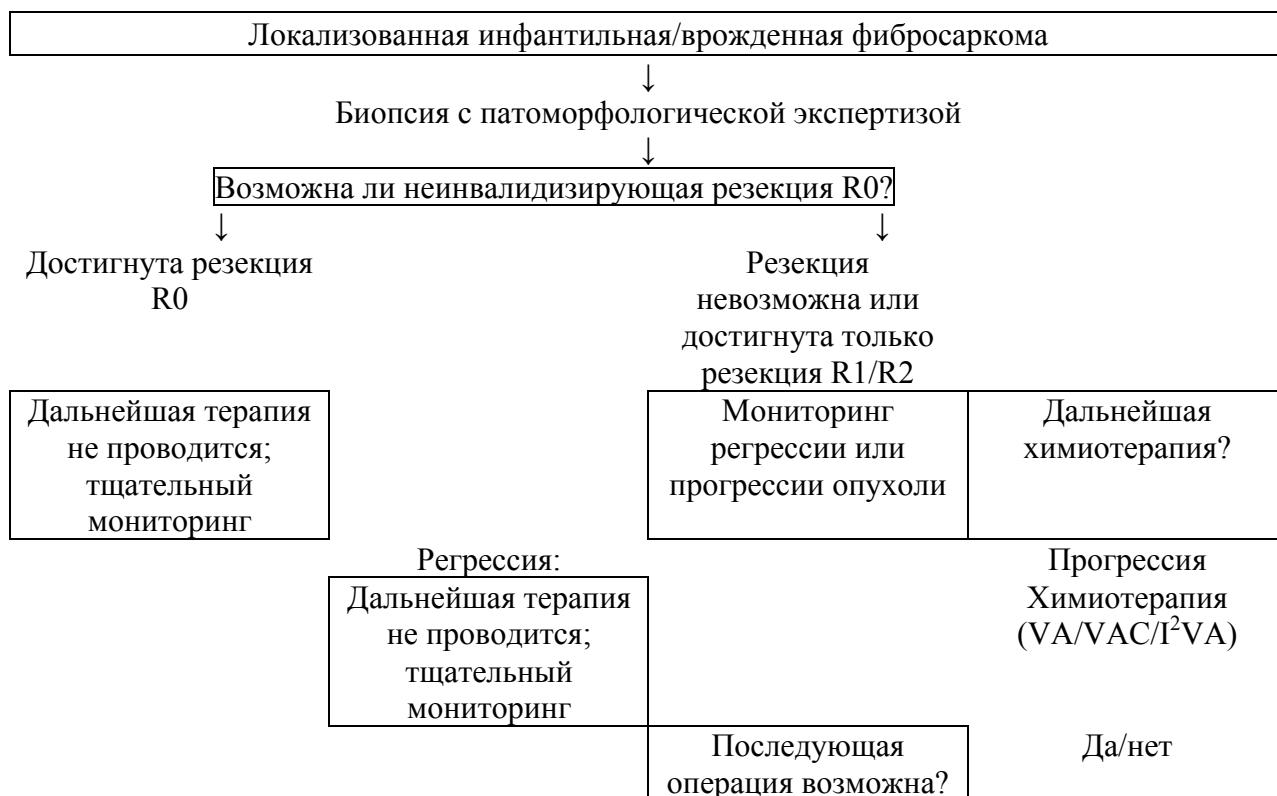 Локализованная инфантильная/врожденная фибросаркома
↓
Биопсия с патоморфологической экспертизой
↓
Возможна ли неинвалидизирующая резекция R0?
↓ ↓
Достигнута резекция
R0
Резекция
невозможна или
достигнута только
резекция R1/R2
Дальнейшая терапия
не проводится;
тщательный
мониторинг
Мониторинг
регрессии или
прогрессии опухоли
Дальнейшая
химиотерапия?
Регрессия:
Дальнейшая терапия
не проводится;
тщательный
мониторинг
Прогрессия
Химиотерапия
(VA/VAC/I²VA)
Последующая
операция возможна?
Да/нет